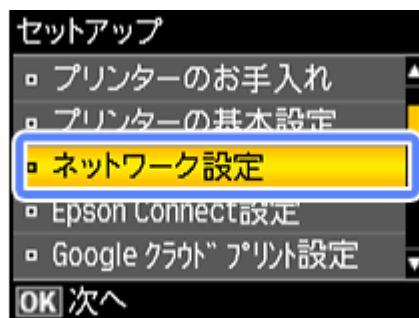 セットアップ
プリンターのお手入れ
プリンターの基本設定
ネットワーク設定
Epson Connect設定
Google クラウド プリント設定
OK 次へ